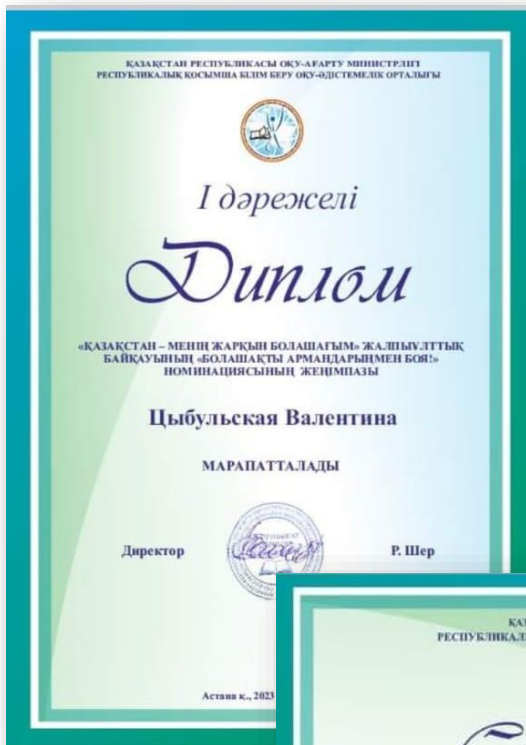 ҚАЗАҚСТАН РЕСПУБЛИКАСЫ ОҚУ-АҒАРТУ МИНИСТРЛІГІ
РЕСПУБЛИКАЛЫҚ ҚОСЫМША БІЛІМ БЕРУ ОҚУ-ӘДІСТЕМЕЛІК ОРТАЛЫҒЫ
I дәрежелі
Диплом
«ҚАЗАҚСТАН – МЕНІҢ ЖАРҚЫН БОЛАШАҒЫМ» ЖАЛПЫҰЛТТЫҚ
БАЙҚАУЫНЫҢ «БОЛАШАҚТЫ АРМАНДАРЫҢМЕН БОЯ!»
НОМИНАЦИЯСЫНЫҢ ЖЕҢІМПАЗЫ
Цыбульская Валентина
МАРАПАТТАЛАДЫ
Директор Р. Шер
Астана қ., 2023